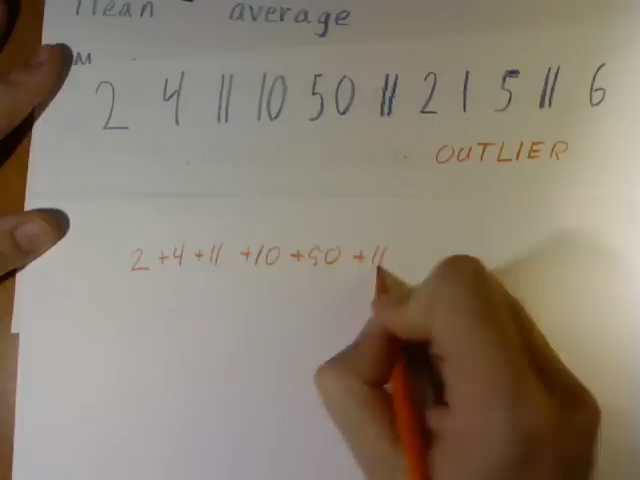 Mean - average
M
2 4 11 10 50 11 2 1 5 11 6
OUTLIER
2 +4 +11 +10 +50 +11